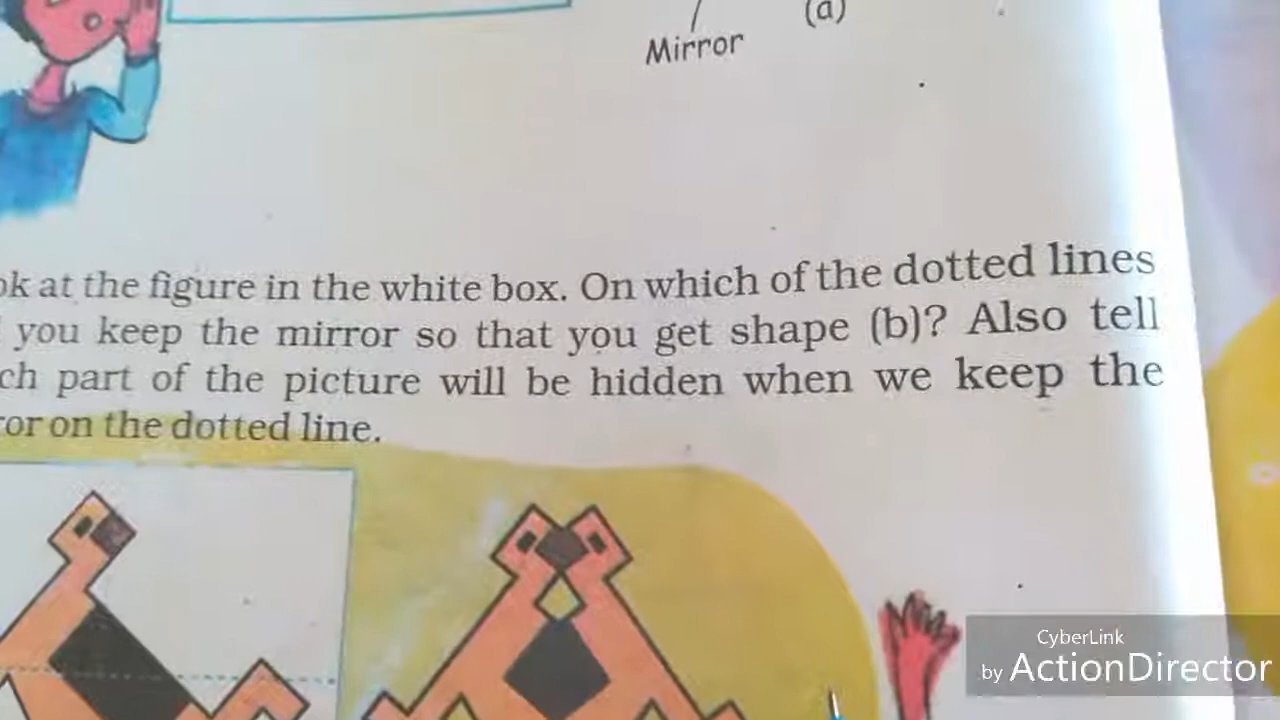 (a)
Mirror
ok at the figure in the white box. On which of the dotted lines
you keep the mirror so that you get shape (b)? Also tell
ch part of the picture will be hidden when we keep the
or on the dotted line.
CyberLink
by ActionDirector